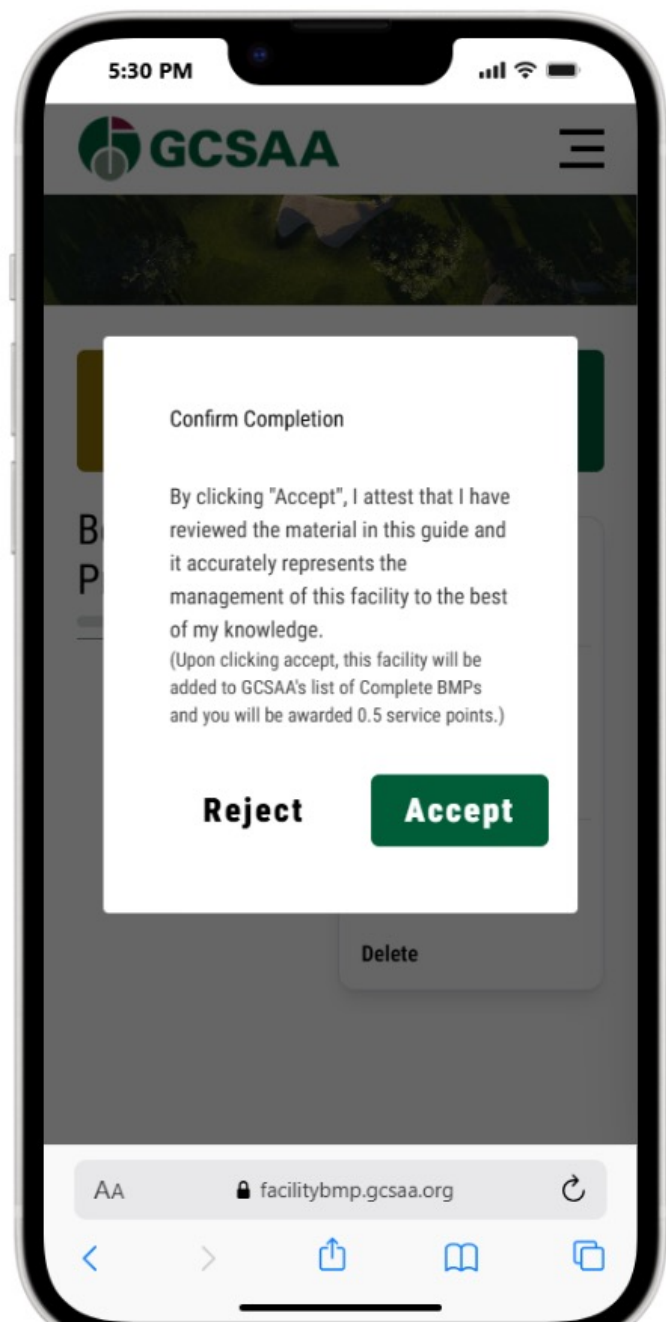 5:30 PM
GCSAA
Confirm Completion
By clicking "Accept", I attest that I have
reviewed the material in this guide and
it accurately represents the
management of this facility to the best
of my knowledge.
(Upon clicking accept, this facility will be
added to GCSAA's list of Complete BMPs
and you will be awarded 0.5 service points.)
Reject Accept
Delete
AA facilitybmp.gcsaa.org